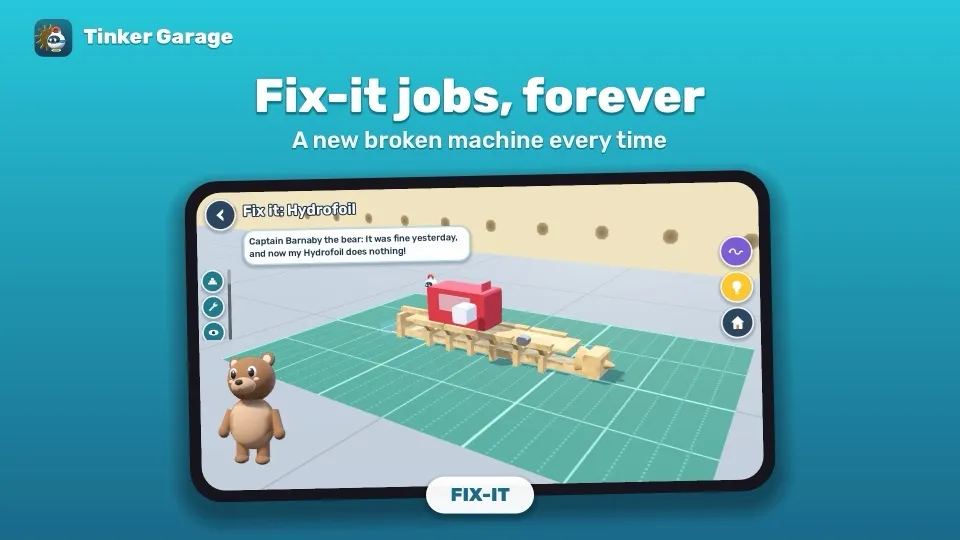 Tinker Garage
Fix-it jobs, forever
A new broken machine every time
Fix it: Hydrofoil
Captain Barnaby the bear: It was fine yesterday,
and now my Hydrofoil does nothing!
FIX-IT